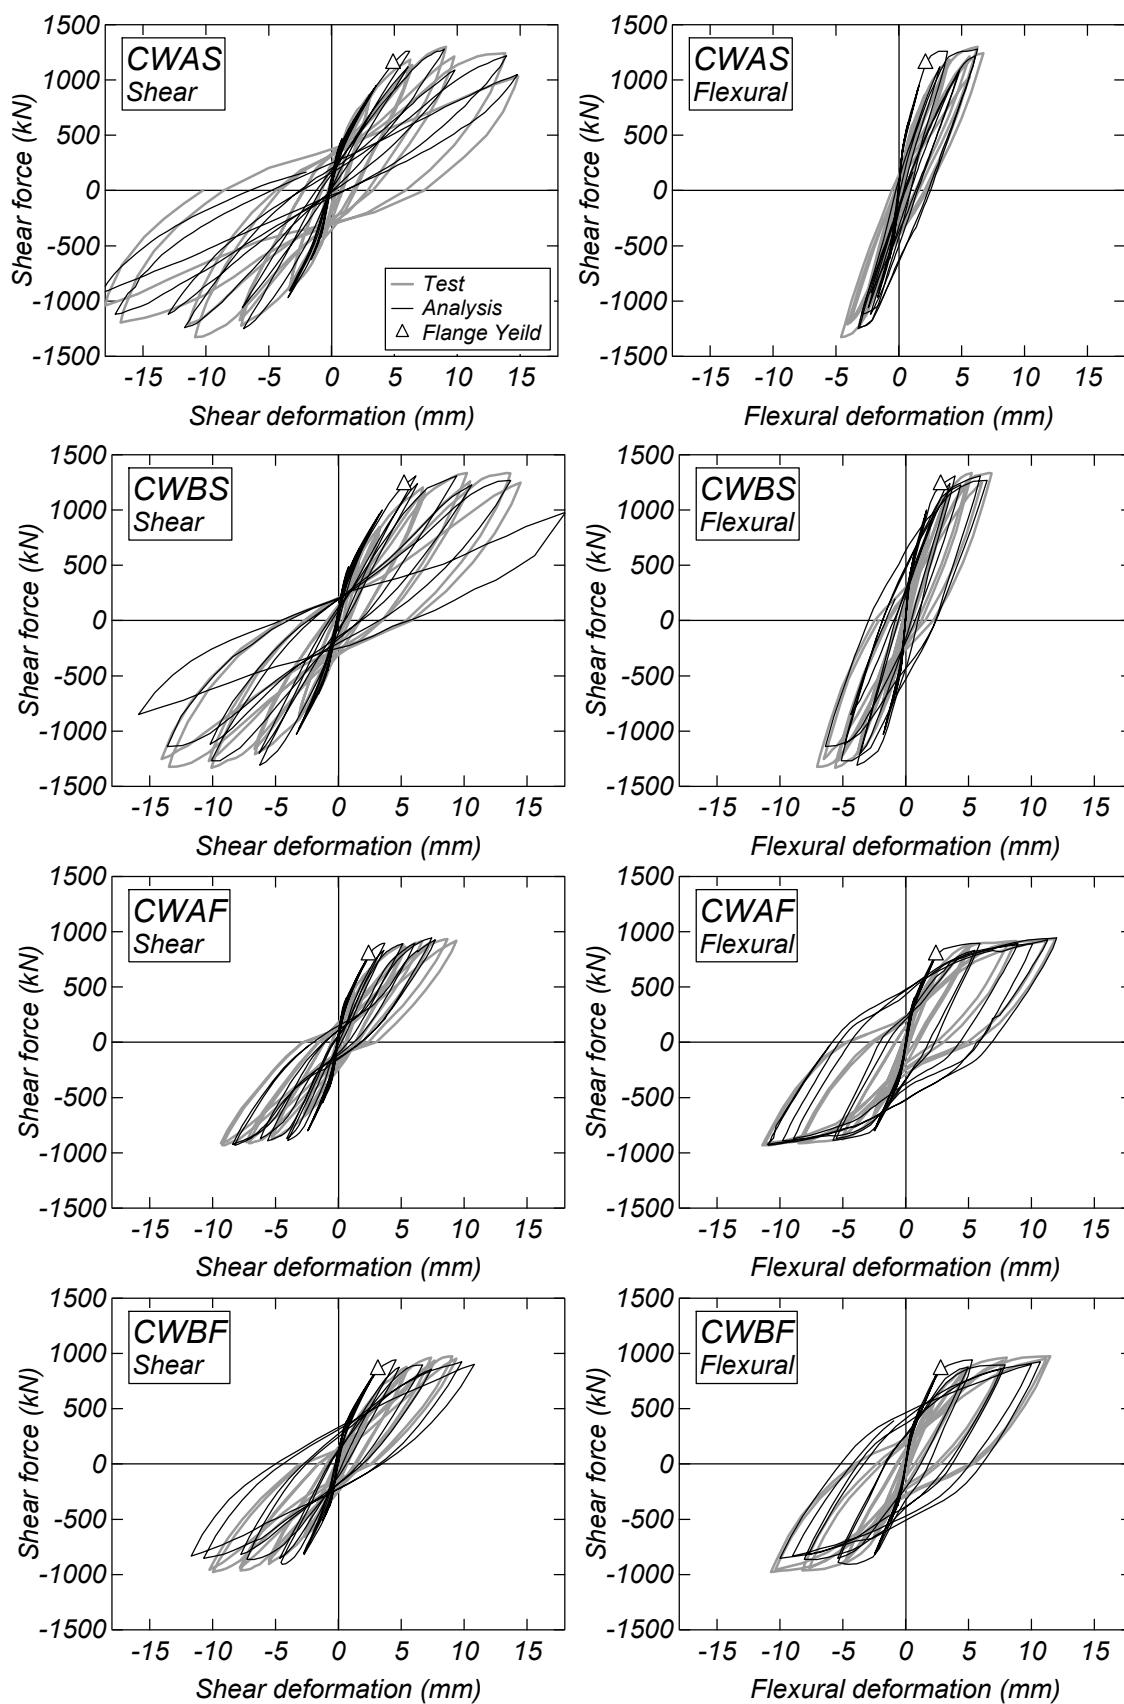 1500
1000
500
0
-500
-1000
-1500
Shear force (kN)
CWAS
Shear
Test
Analysis
Flange Yeild
-15 -10 -5 0 5 10 15
Shear deformation (mm)
1500
1000
500
0
-500
-1000
-1500
Shear force (kN)
CWAS
Flexural
-15 -10 -5 0 5 10 15
Flexural deformation (mm)
1500
1000
500
0
-500
-1000
-1500
Shear force (kN)
CWBS
Shear
-15 -10 -5 0 5 10 15
Shear deformation (mm)
1500
1000
500
0
-500
-1000
-1500
Shear force (kN)
CWBS
Flexural
-15 -10 -5 0 5 10 15
Flexural deformation (mm)
1500
1000
500
0
-500
-1000
-1500
Shear force (kN)
CWAF
Shear
-15 -10 -5 0 5 10 15
Shear deformation (mm)
1500
1000
500
0
-500
-1000
-1500
Shear force (kN)
CWAF
Flexural
-15 -10 -5 0 5 10 15
Flexural deformation (mm)
1500
1000
500
0
-500
-1000
-1500
Shear force (kN)
CWBF
Shear
-15 -10 -5 0 5 10 15
Shear deformation (mm)
1500
1000
500
0
-500
-1000
-1500
Shear force (kN)
CWBF
Flexural
-15 -10 -5 0 5 10 15
Flexural deformation (mm)